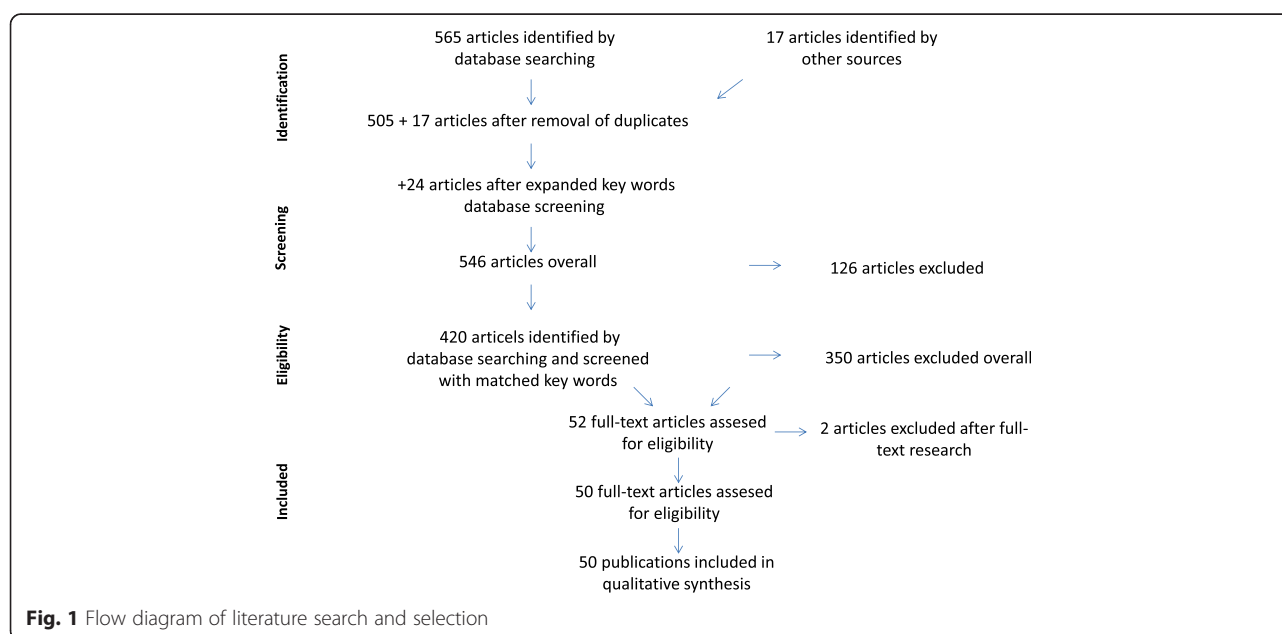 565 articles identified by
database searching
17 articles identified by
other sources
Identification
505 + 17 articles after removal of duplicates
+24 articles after expanded key words
database screening
Screening
546 articles overall
126 articles excluded
Eligibility
420 articels identified by
database searching and screened
with matched key words
350 articles excluded overall
52 full-text articles assesed
for eligibility
2 articles excluded after full-
text research
Included
50 full-text articles assesed
for eligibility
50 publications included in
qualitative synthesis
Fig. 1 Flow diagram of literature search and selection